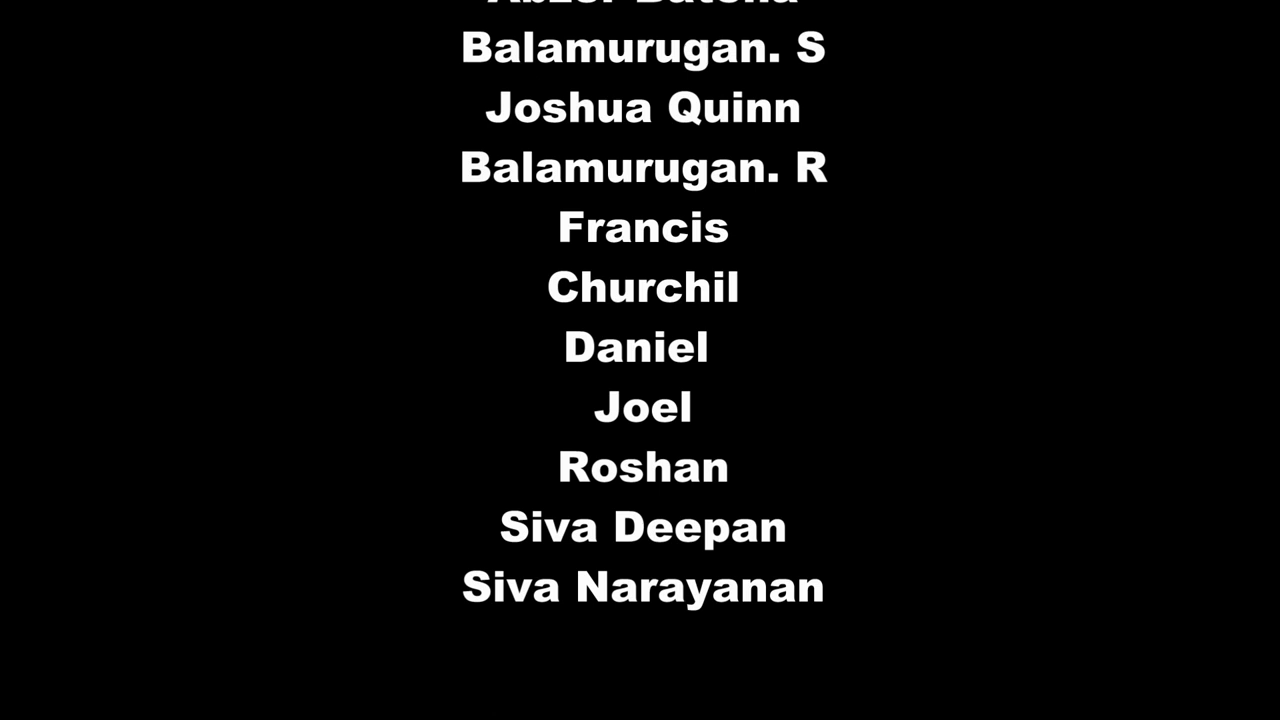 Balamurugan. S
Joshua Quinn
Balamurugan. R
Francis
Churchil
Daniel
Joel
Roshan
Siva Deepan
Siva Narayanan